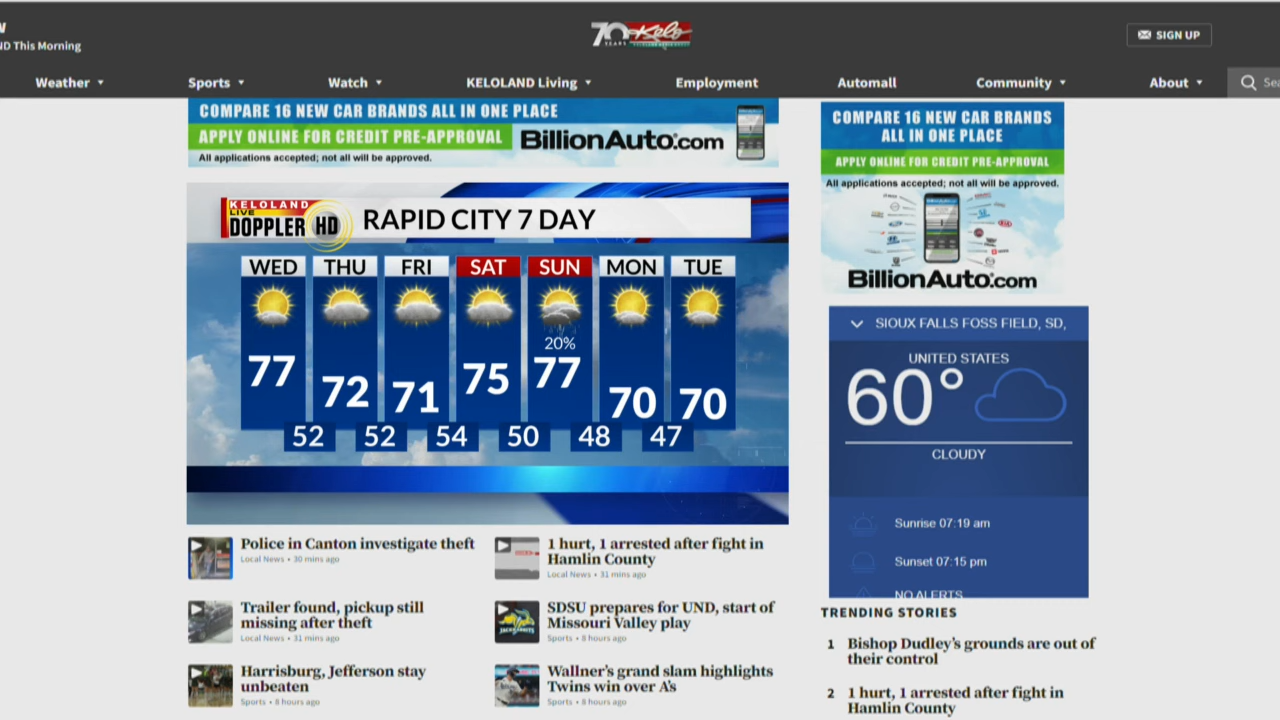 W
ND This Morning
70 YEARS Kelo
SIGN UP
Weather
Sports
Watch
KELOLAND Living
Employment
Automall
Community
About
Sea
COMPARE 16 NEW CAR BRANDS ALL IN ONE PLACE
APPLY ONLINE FOR CREDIT PRE-APPROVAL
BillionAuto.com
All applications accepted; not all will be approved.
COMPARE 16 NEW CAR BRANDS
ALL IN ONE PLACE
APPLY ONLINE FOR CREDIT PRE-APPROVAL
All applications accepted; not all will be approved.
BillionAuto.com
KELOLAND
LIVE
DOPPLER HD
RAPID CITY 7 DAY
WED THU FRI SAT SUN MON TUE
20%
77 72 71 75 77 70 70
52 52 54 50 48 47
SIOUX FALLS FOSS FIELD, SD,
UNITED STATES
60°
CLOUDY
Sunrise 07:19 am
Sunset 07:15 pm
NO ALERTS
Police in Canton investigate theft
Local News • 30 mins ago
1 hurt, 1 arrested after fight in
Hamlin County
Local News • 31 mins ago
Trailer found, pickup still
missing after theft
Local News • 31 mins ago
SDSU prepares for UND, start of
Missouri Valley play
Sports • 8 hours ago
Harrisburg, Jefferson stay
unbeaten
Sports • 8 hours ago
Wallner's grand slam highlights
Twins win over A's
Sports • 8 hours ago
TRENDING STORIES
1 Bishop Dudley's grounds are out of
their control
2 1 hurt, 1 arrested after fight in
Hamlin County